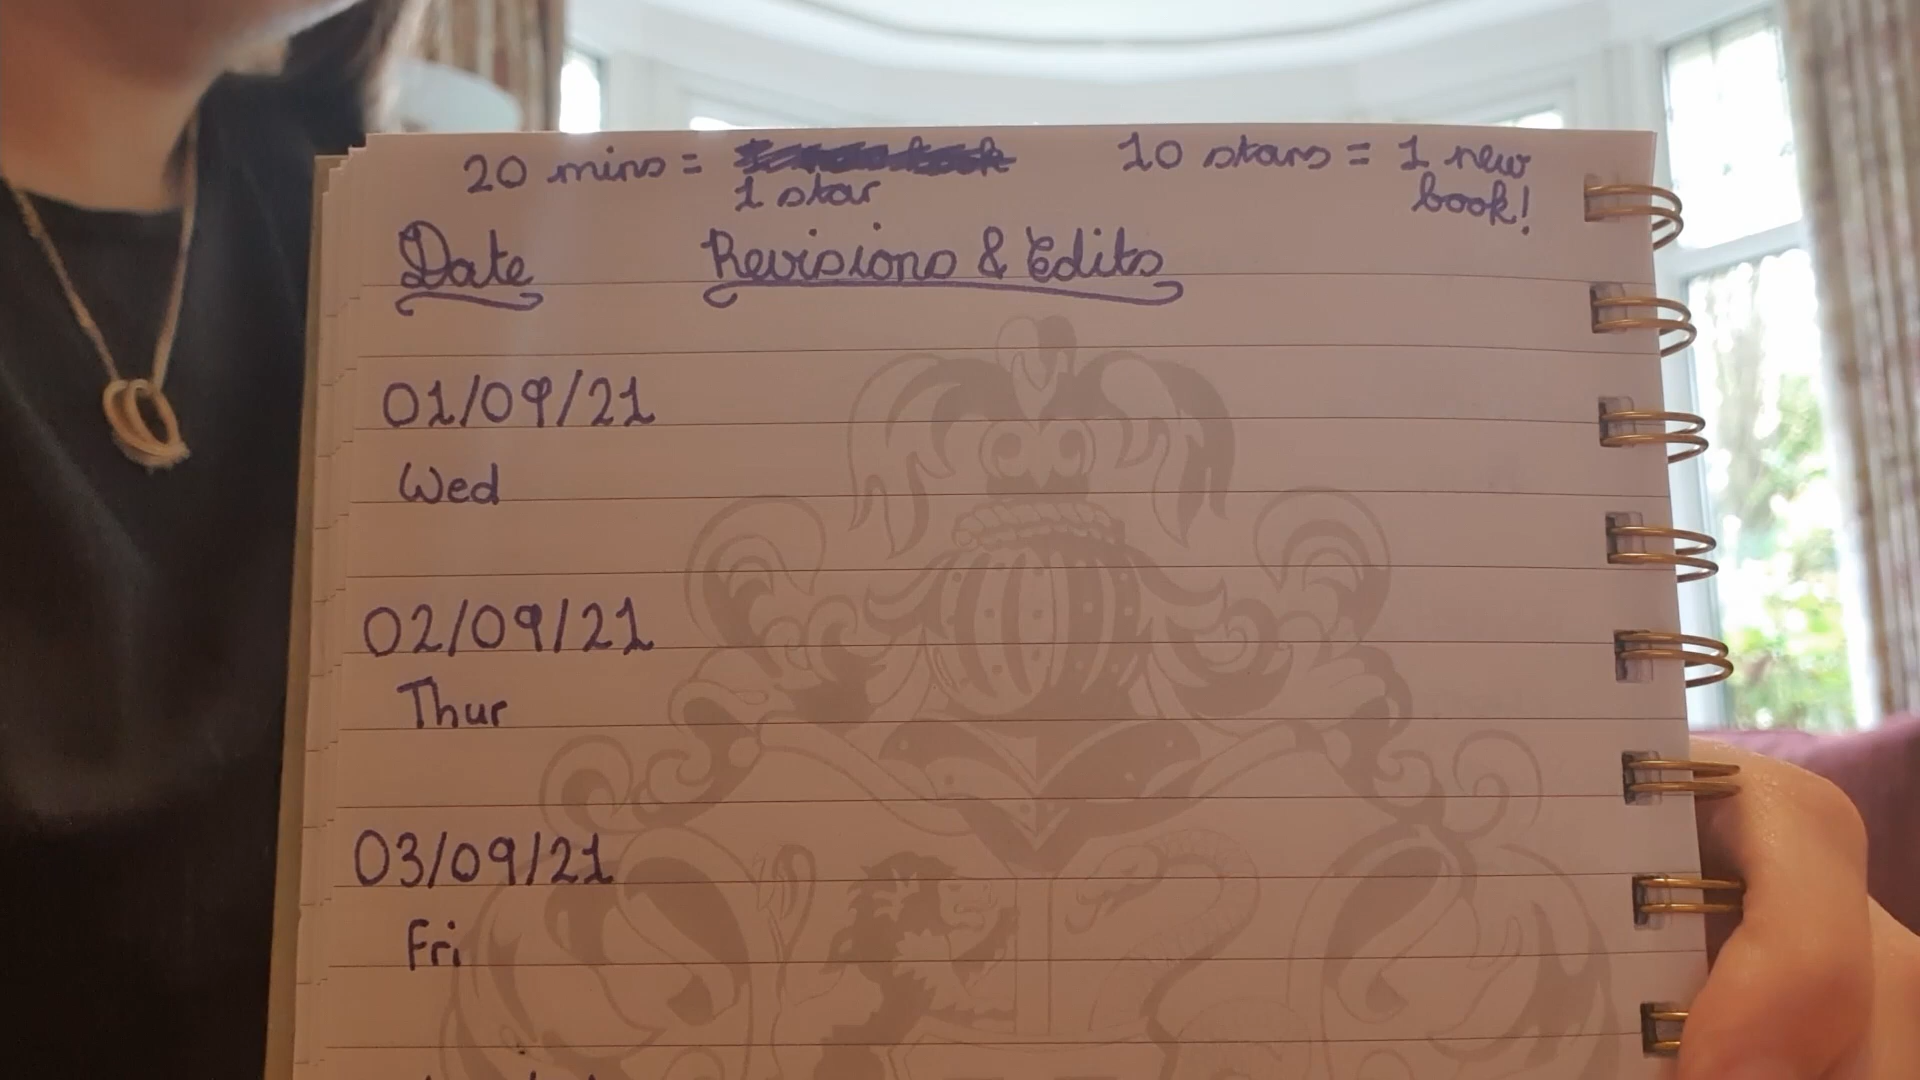 20 mins = 10 stars = 1 new
1 star book!
Date Revisions & Edits
01/09/21
Wed
02/09/21
Thur
03/09/21
Fri